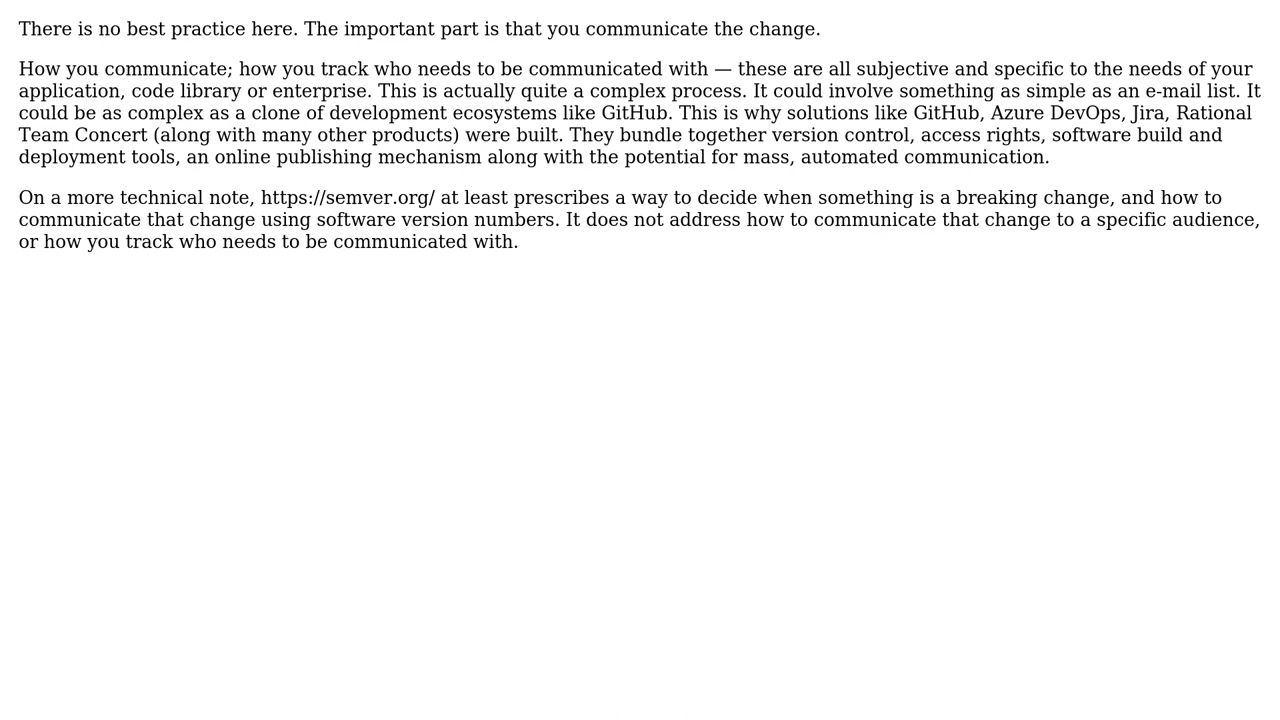 There is no best practice here. The important part is that you communicate the change.
How you communicate; how you track who needs to be communicated with — these are all subjective and specific to the needs of your
application, code library or enterprise. This is actually quite a complex process. It could involve something as simple as an e-mail list. It
could be as complex as a clone of development ecosystems like GitHub. This is why solutions like GitHub, Azure DevOps, Jira, Rational
Team Concert (along with many other products) were built. They bundle together version control, access rights, software build and
deployment tools, an online publishing mechanism along with the potential for mass, automated communication.
On a more technical note, https://semver.org/ at least prescribes a way to decide when something is a breaking change, and how to
communicate that change using software version numbers. It does not address how to communicate that change to a specific audience,
or how you track who needs to be communicated with.